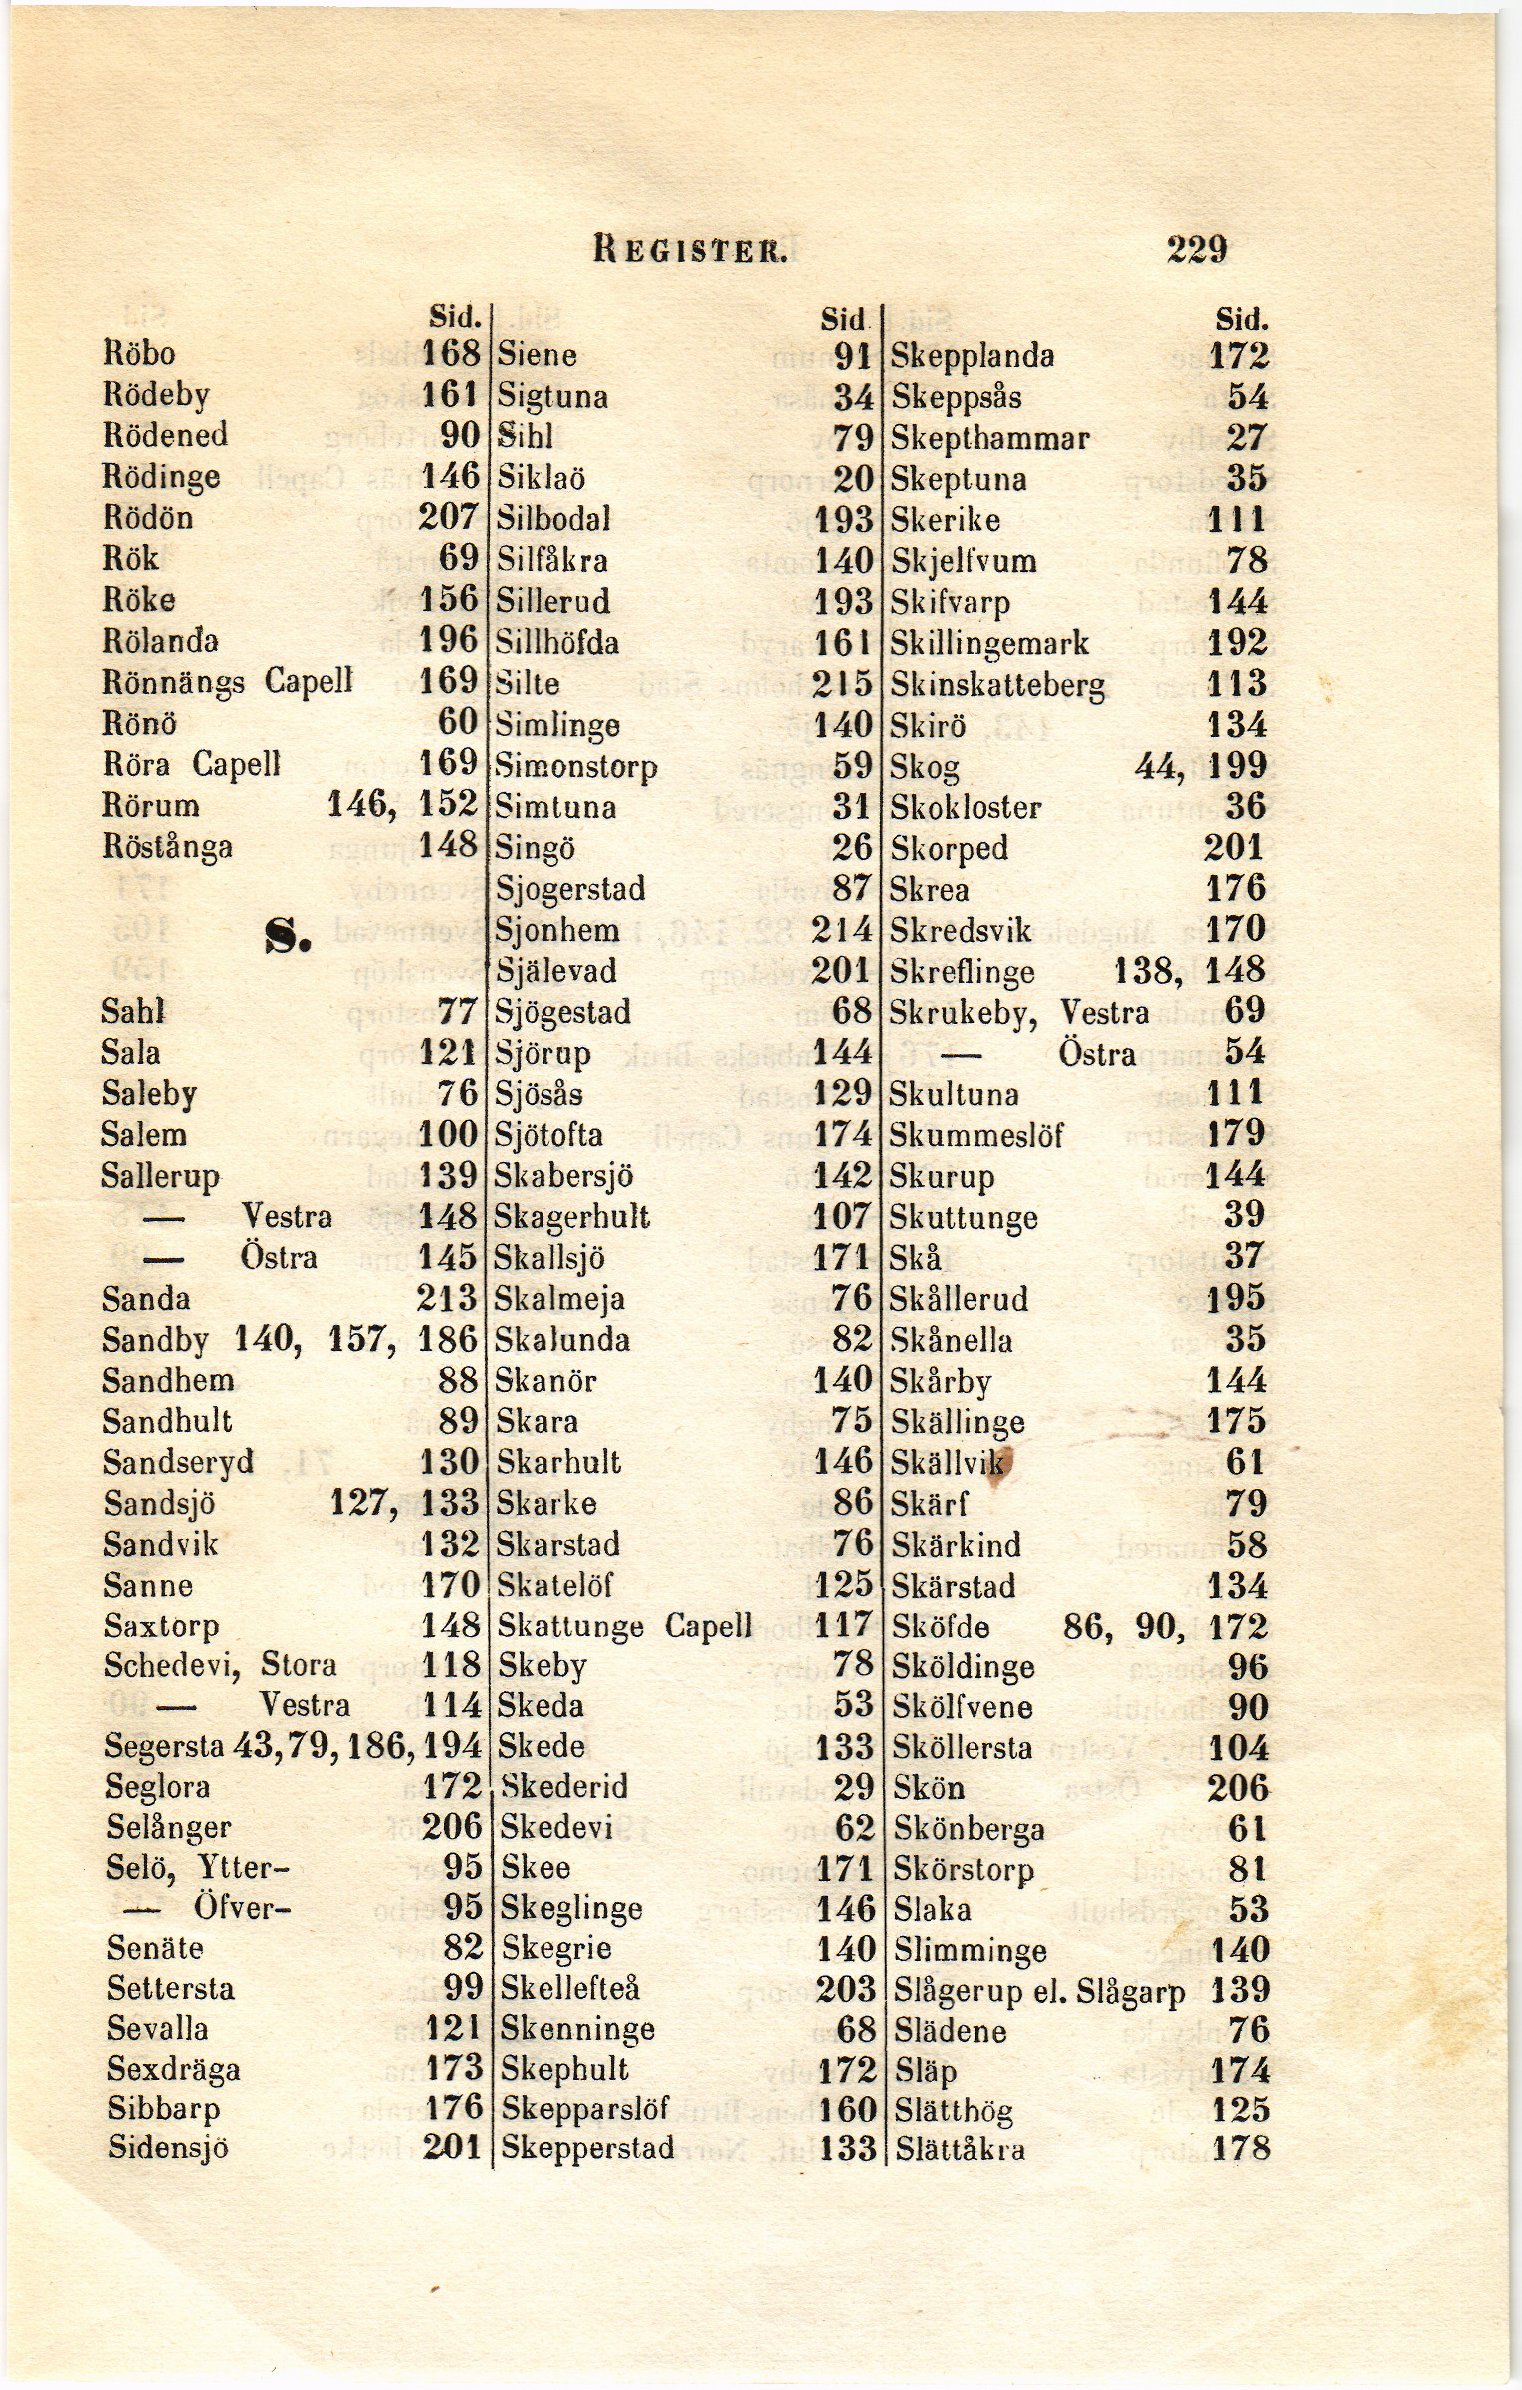 REGISTER. 229
Sid.
Röbo 168
Rödeby 161
Rödened 90
Rödinge 146
Rödön 207
Rök 69
Röke 156
Rölanda 196
Rönnängs Capell 169
Rönö 60
Röra Capell 169
Rörum 146, 152
Röstånga 148
S.
Sahl 77
Sala 121
Saleby 76
Salem 100
Sallerup 139
— Vestra 148
— Östra 145
Sanda 213
Sandby 140, 157, 186
Sandhem 88
Sandhult 89
Sandseryd 130
Sandsjö 127, 133
Sandvik 132
Sanne 170
Saxtorp 148
Schedevi, Stora 118
— Vestra 114
Segersta 43, 79, 186, 194
Seglora 172
Selånger 206
Selö, Ytter- 95
— Öfver- 95
Senäte 82
Settersta 99
Sevalla 121
Sexdräga 173
Sibbarp 176
Sidensjö 201
Sid
Siene 91
Sigtuna 34
Sihl 79
Siklaö 20
Silbodal 193
Silfåkra 140
Sillerud 193
Sillhöfda 161
Silte 215
Simlinge 140
Simonstorp 59
Simtuna 31
Singö 26
Sjogerstad 87
Sjonhem 214
Själevad 201
Sjögestad 68
Sjörup 144
Sjösås 129
Sjötofta 174
Skabersjö 142
Skagerhult 107
Skallsjö 171
Skalmeja 76
Skalunda 82
Skanör 140
Skara 75
Skarhult 146
Skarke 86
Skarstad 76
Skatelöf 125
Skattunge Capell 117
Skeby 78
Skeda 53
Skede 133
Skederid 29
Skedevi 62
Skee 171
Skeglinge 146
Skegrie 140
Skellefteå 203
Skenninge 68
Skephult 172
Skepparslöf 160
Skepperstad 133
Sid.
Skepplanda 172
Skeppsås 54
Skepthammar 27
Skeptuna 35
Skerike 111
Skjelfvum 78
Skifvarp 144
Skillingemark 192
Skinskatteberg 113
Skirö 134
Skog 44, 199
Skokloster 36
Skorped 201
Skrea 176
Skredsvik 170
Skreflinge 138, 148
Skrukeby, Vestra 69
— Östra 54
Skultuna 111
Skummeslöf 179
Skurup 144
Skuttunge 39
Skå 37
Skållerud 195
Skånella 35
Skårby 144
Skällinge 175
Skällvik 61
Skärf 79
Skärkind 58
Skärstad 134
Sköfde 86, 90, 172
Sköldinge 96
Skölfvene 90
Sköllersta 104
Skön 206
Skönberga 61
Skörstorp 81
Slaka 53
Slimminge 140
Slågerup el. Slågarp 139
Slädene 76
Släp 174
Slätthög 125
Slättåkra 178